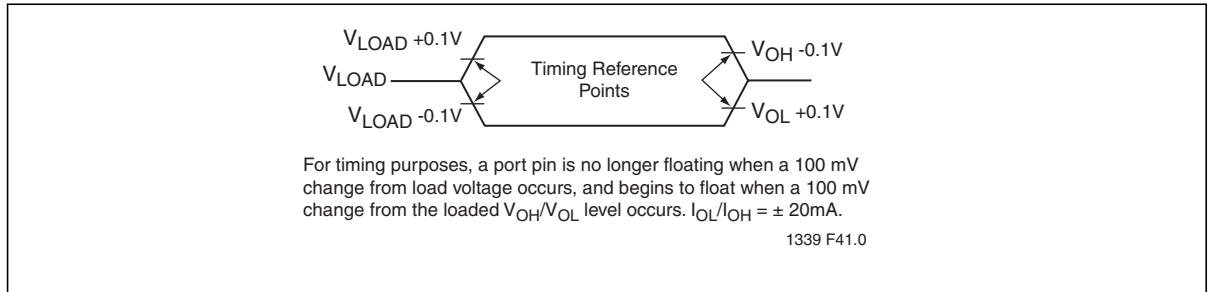 VLOAD +0.1V
VLOAD
VLOAD -0.1V
Timing Reference
Points
VOH -0.1V
VOL +0.1V
For timing purposes, a port pin is no longer floating when a 100 mV
change from load voltage occurs, and begins to float when a 100 mV
change from the loaded VOH/VOL level occurs. IOL/IOH = ± 20mA.
1339 F41.0